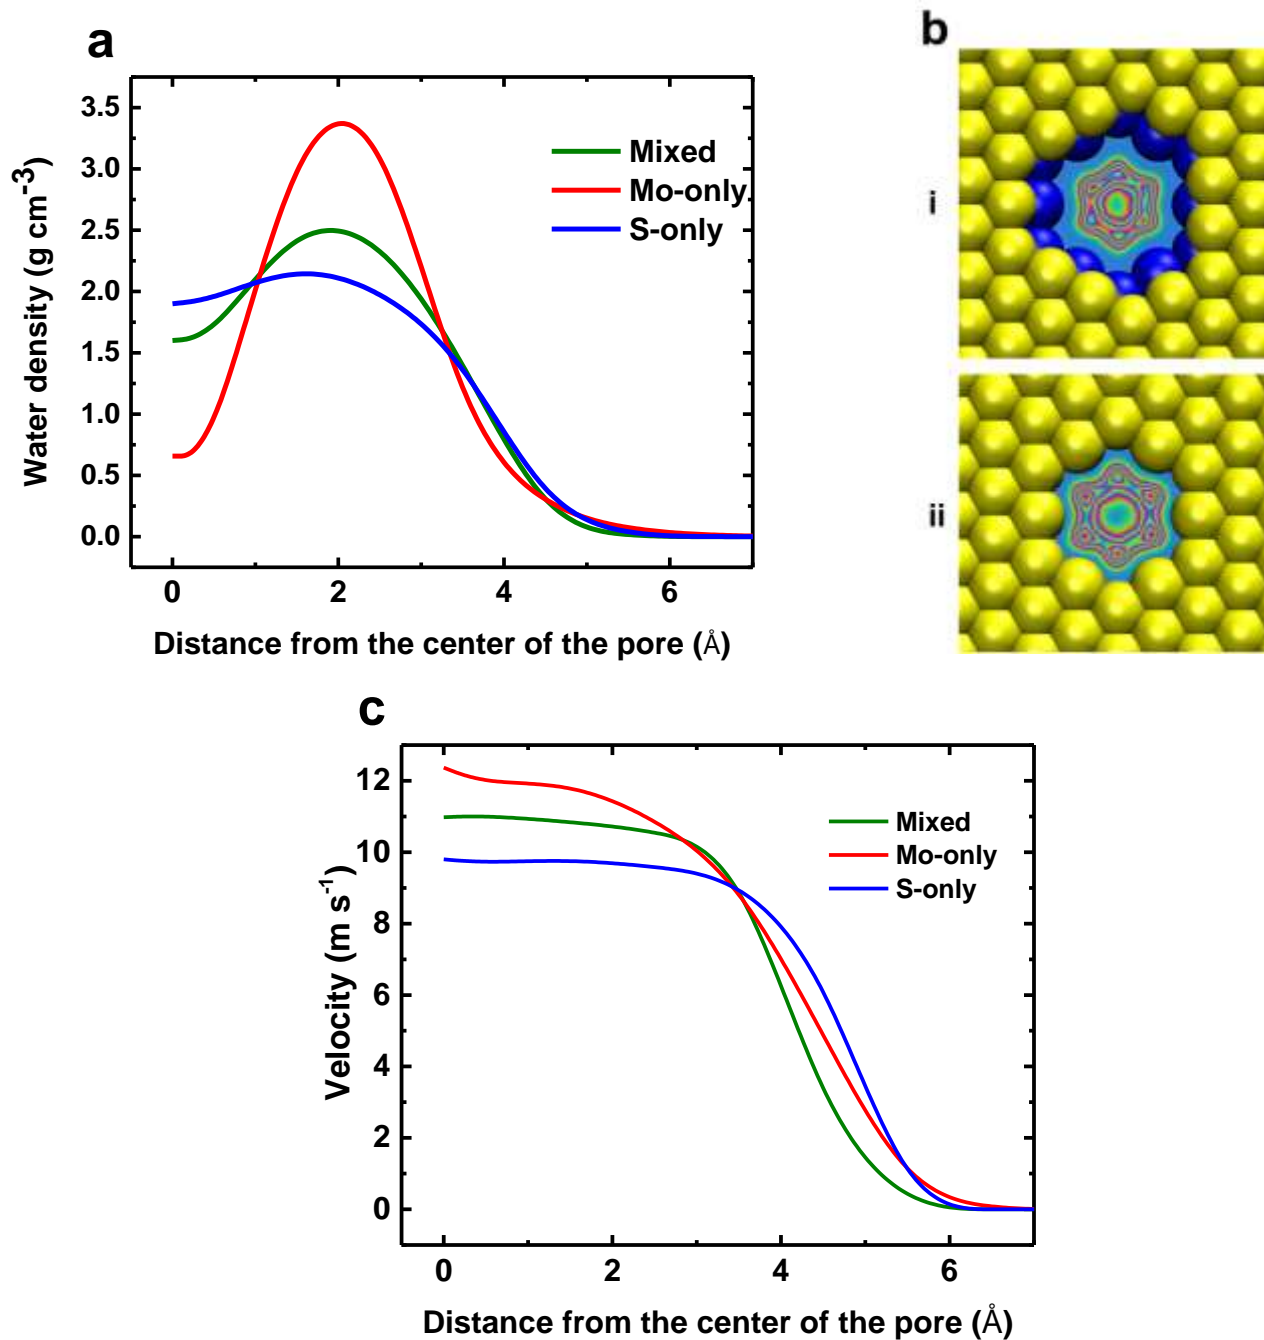 a
Water density (g cm⁻³)
3.5
3.0
2.5
2.0
1.5
1.0
0.5
0.0
Mixed
Mo-only
S-only
0 2 4 6
Distance from the center of the pore (Å)
b
i
ii
c
Velocity (m s⁻¹)
12
10
8
6
4
2
0
Mixed
Mo-only
S-only
0 2 4 6
Distance from the center of the pore (Å)